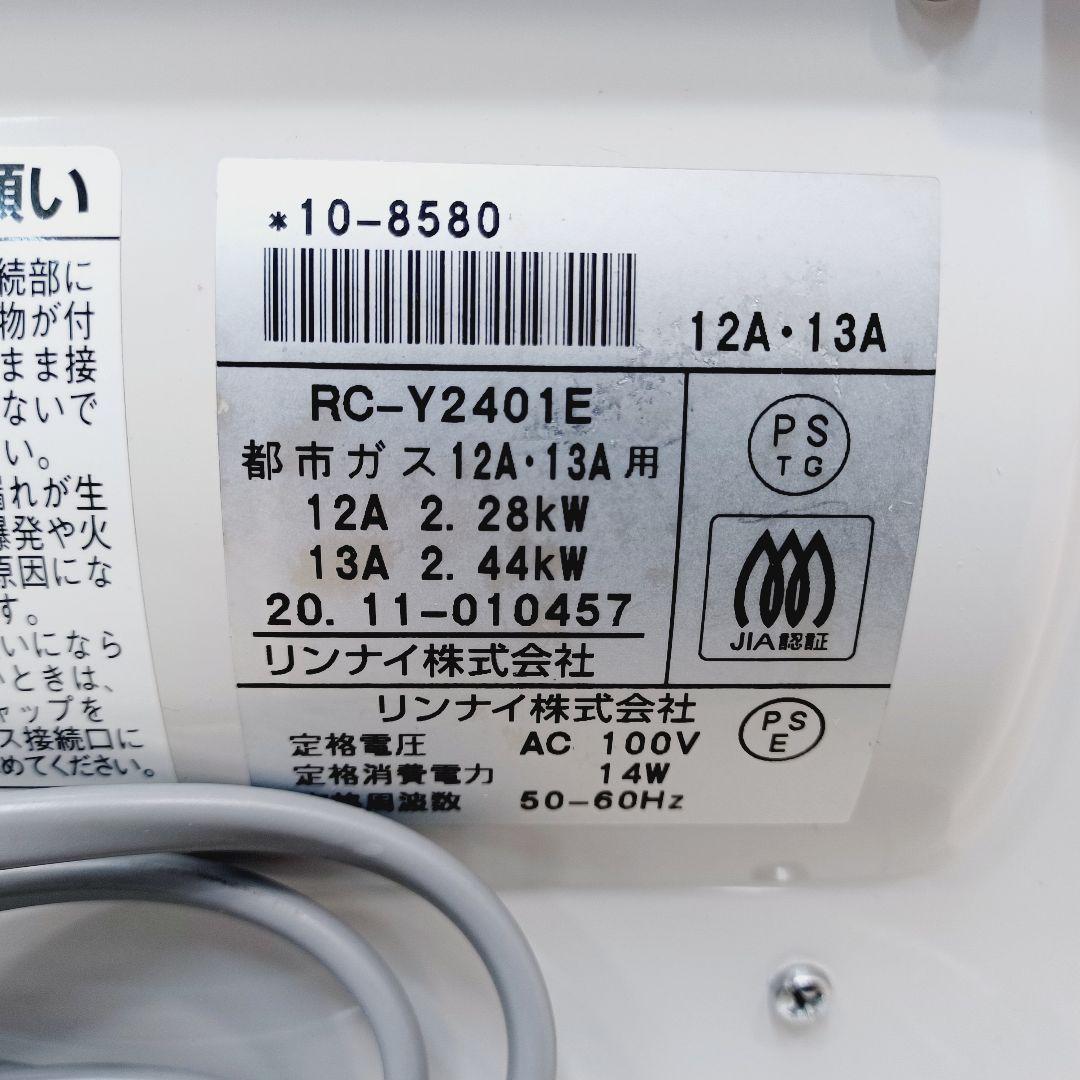 願い
続部に
物が付
まま接
ないで
い。
漏れが生
爆発や火
原因にな
す。
いになら
いときは、
ャップを
ス接続口に
めてください。
*10-8580
12A・13A
RC-Y2401E
都市ガス12A・13A用
12A 2.28kW
13A 2.44kW
20.11-010457
リンナイ株式会社
PS
TG
JIA認証
リンナイ株式会社
定格電圧 AC 100V
定格消費電力 14W
定格周波数 50-60Hz
PS
E